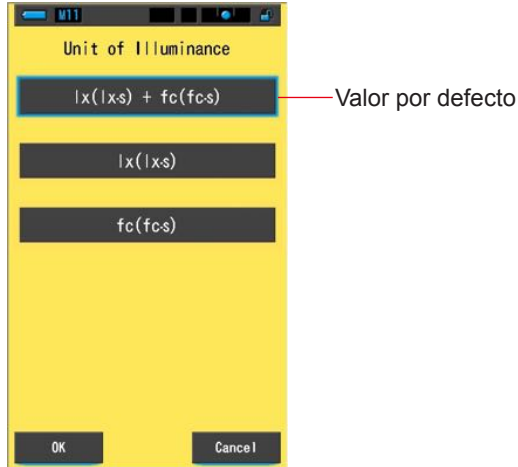 M11
Unit of Illuminance
lx(lx·s) + fc(fc·s)
Valor por defecto
lx(lx·s)
fc(fc·s)
OK
Cancel